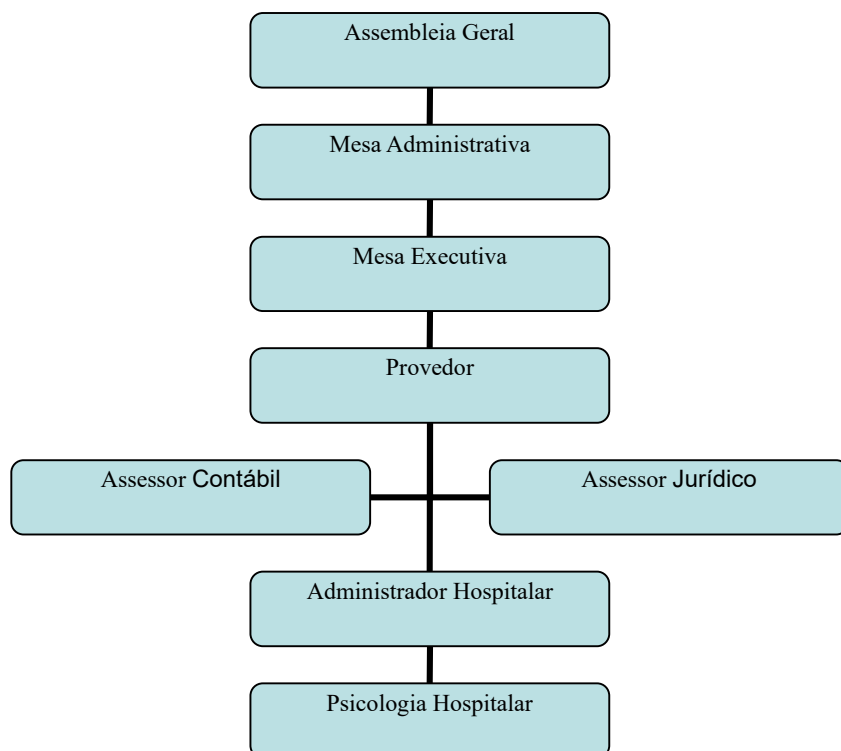 Assembleia Geral
Mesa Administrativa
Mesa Executiva
Provedor
Assessor Contábil
Assessor Jurídico
Administrador Hospitalar
Psicologia Hospitalar